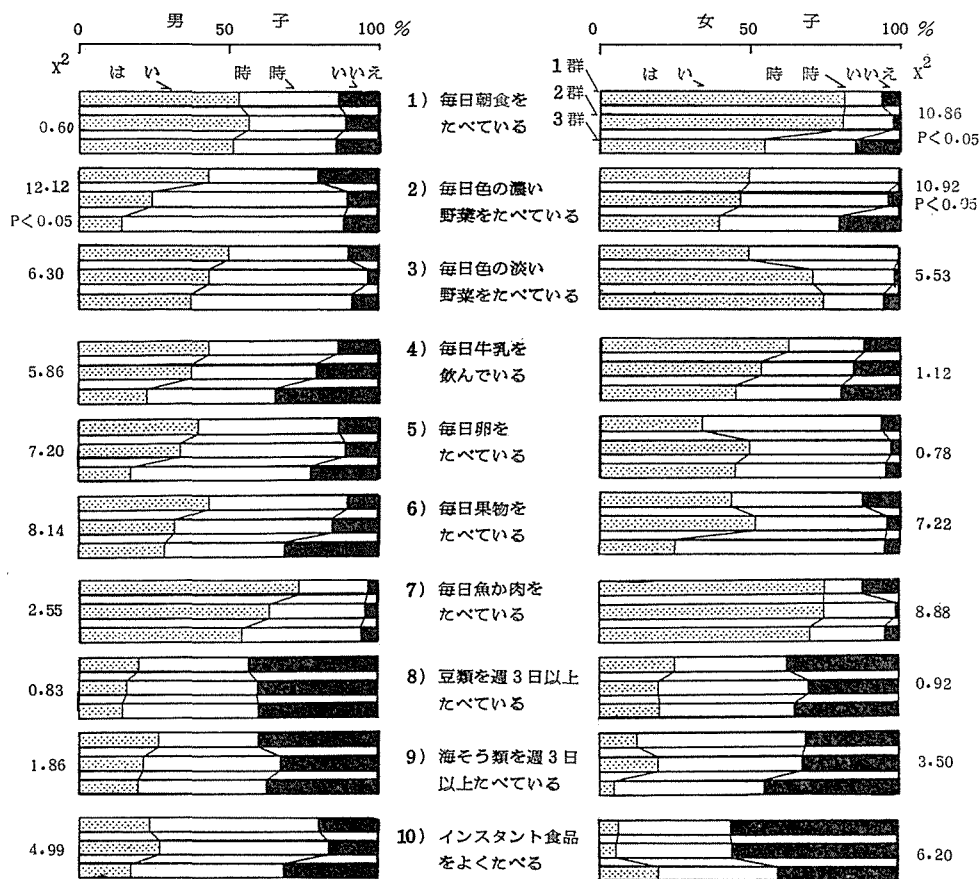 男 子
0 50 100 %
女 子
0 50 100 %
χ²
はい 時時 いいえ
1群
2群
3群
はい 時時 いいえ
χ²
0.60
1) 毎日朝食を
たべている
10.86
P<0.05
12.12
P<0.05
2) 毎日色の濃い
野菜をたべている
10.92
P<0.05
6.30
3) 毎日色の淡い
野菜をたべている
5.53
5.86
4) 毎日牛乳を
飲んでいる
1.12
7.20
5) 毎日卵を
たべている
0.78
8.14
6) 毎日果物を
たべている
7.22
2.55
7) 毎日魚か肉を
たべている
8.88
0.83
8) 豆類を週3日以上
たべている
0.92
1.86
9) 海そう類を週3日
以上たべている
3.50
4.99
10) インスタント食品
をよくたべる
6.20